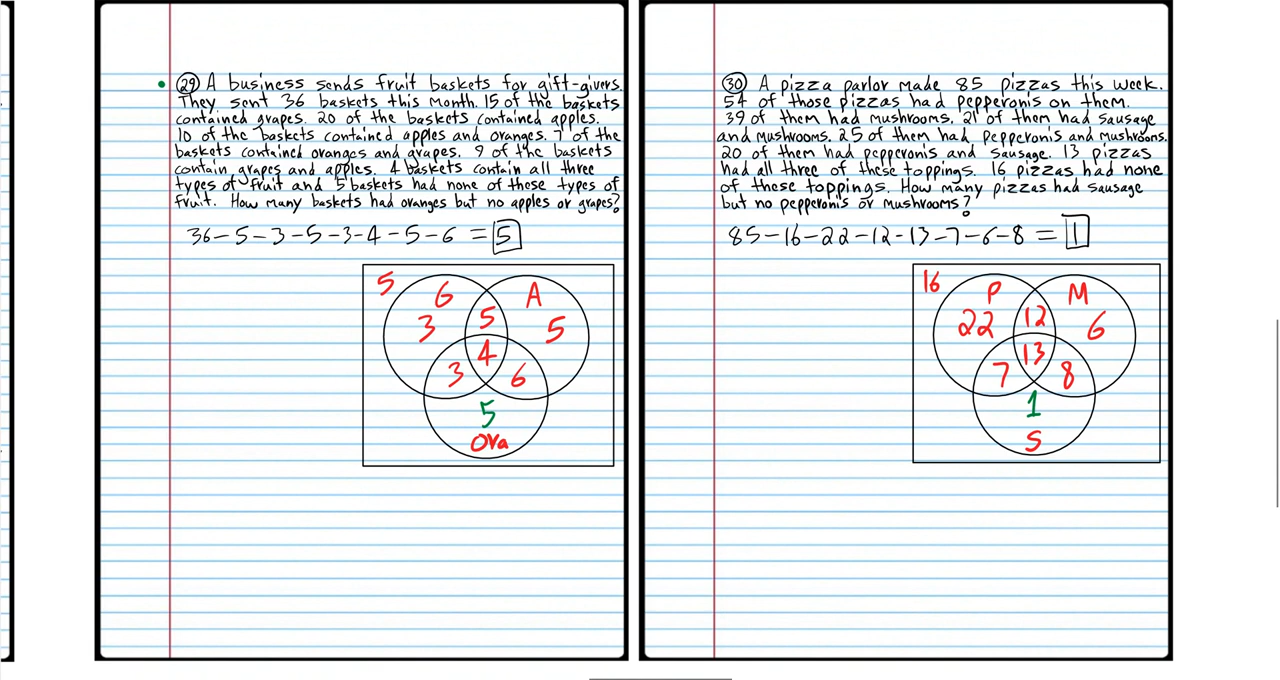 29 A business sends fruit baskets for gift-givers.
They sent 36 baskets this month. 15 of the baskets
contained grapes. 20 of the baskets contained apples.
10 of the baskets contained apples and oranges. 7 of the
baskets contained oranges and grapes. 9 of the baskets
contain grapes and apples. 4 baskets contain all three
types of fruit and 5 baskets had none of these types of
fruit. How many baskets had oranges but no apples or grapes?
36-5-3-5-3-4-5-6 = 5
5
6
A
3
5
5
4
3
6
5
Ora
30 A pizza parlor made 85 pizzas this week.
54 of those pizzas had pepperonis on them.
39 of them had mushrooms. 21 of them had sausage
and mushrooms. 25 of them had pepperonis and mushrooms.
20 of them had pepperonis and sausage. 13 pizzas
had all three of these toppings. 16 pizzas had none
of these toppings. How many pizzas had sausage
but no pepperonis or mushrooms?
85-16-22-12-13-7-6-8 = 1
16
P
M
22
12
6
13
7
8
1
S